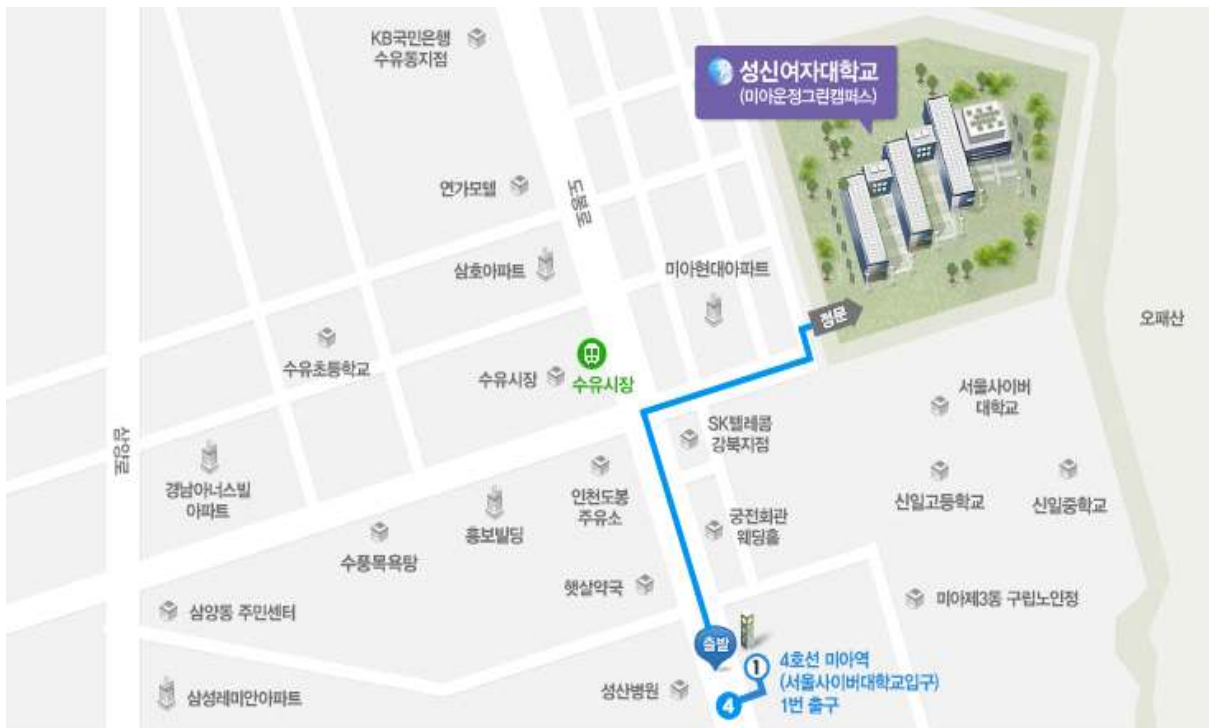 KB국민은행
수유동지점
성신여자대학교
(미아운정그린캠퍼스)
연가모텔
도봉로
삼호아파트
미아현대아파트
정문
오패산
수유초등학교
수유시장
수유시장
서울사이버
대학교
SK텔레콤
강북지점
삼양로
경남아너스빌
아파트
인천도봉
주유소
신일고등학교
신일중학교
홍보빌딩
궁전회관
웨딩홀
수풍목욕탕
햇살약국
미아제3동 구립노인정
삼양동 주민센터
출발
1
4호선 미아역
(서울사이버대학교입구)
1번 출구
성산병원
4
삼성레미안아파트